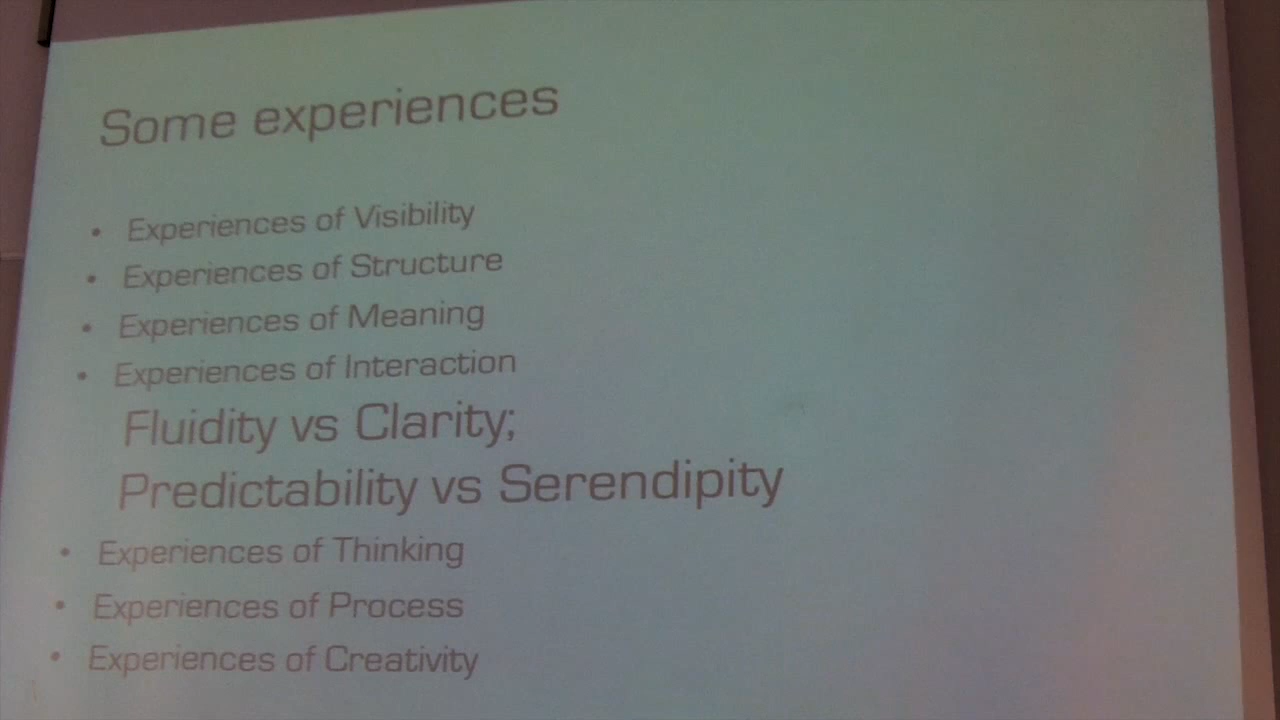 Some experiences
• Experiences of Visibility
• Experiences of Structure
• Experiences of Meaning
• Experiences of Interaction
Fluidity vs Clarity;
Predictability vs Serendipity
• Experiences of Thinking
• Experiences of Process
• Experiences of Creativity